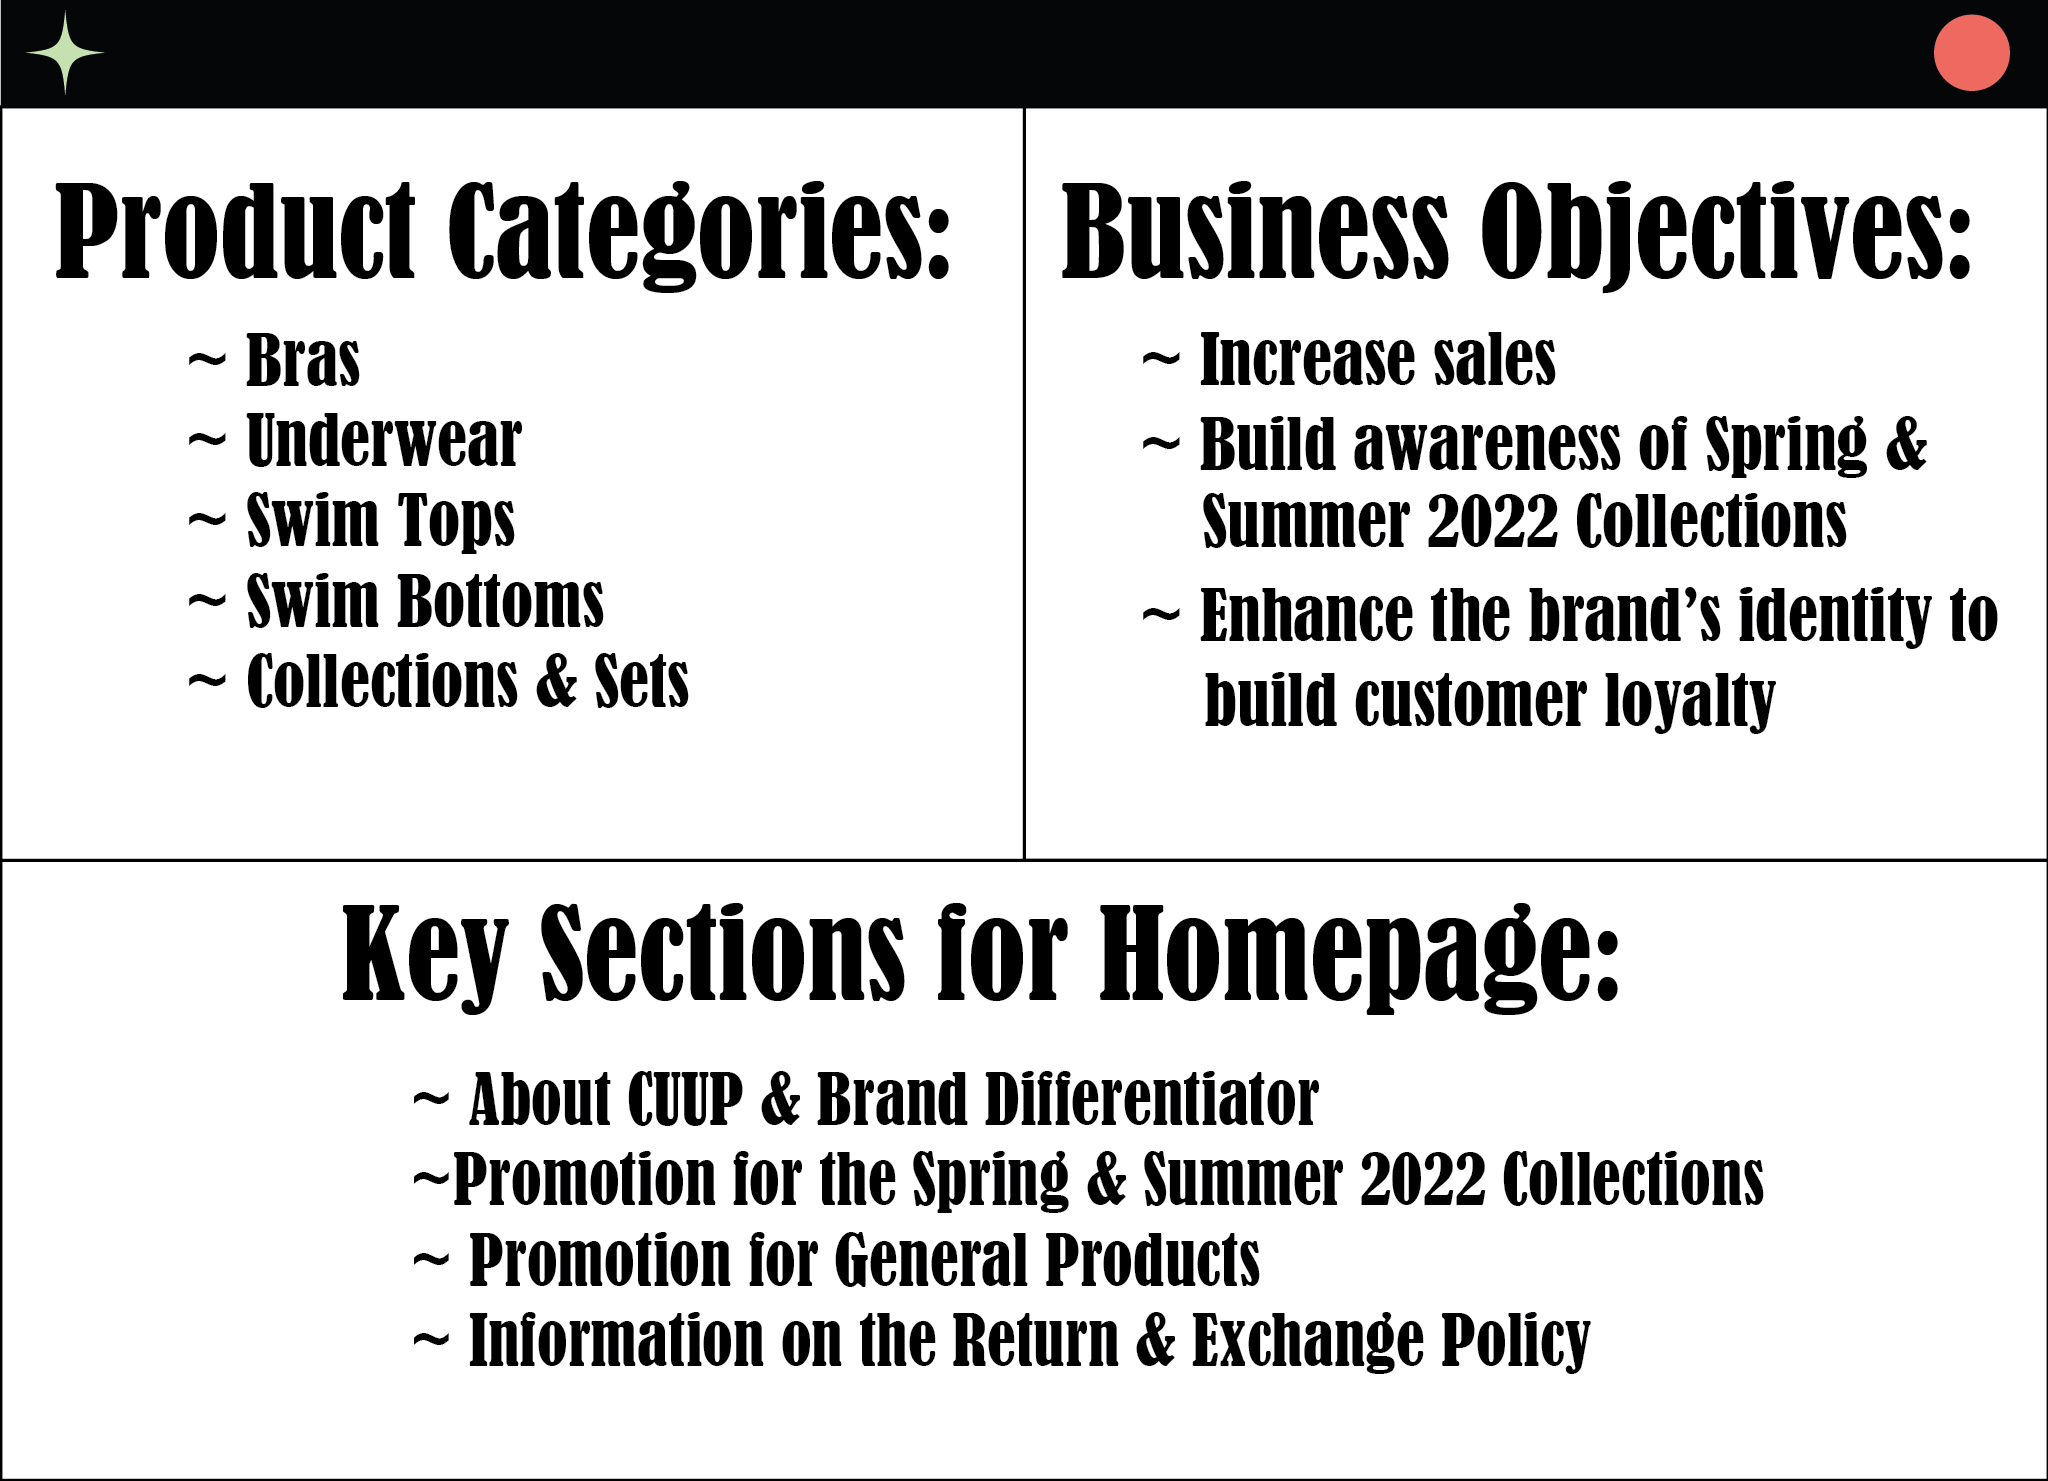 Product Categories:
~ Bras
~ Underwear
~ Swim Tops
~ Swim Bottoms
~ Collections & Sets
Business Objectives:
~ Increase sales
~ Build awareness of Spring &
Summer 2022 Collections
~ Enhance the brand’s identity to
build customer loyalty
Key Sections for Homepage:
~ About CUUP & Brand Differentiator
~Promotion for the Spring & Summer 2022 Collections
~ Promotion for General Products
~ Information on the Return & Exchange Policy